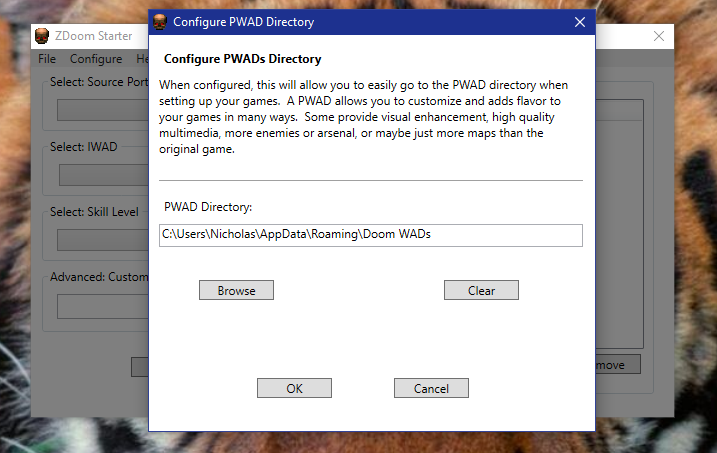 Configure PWAD Directory
ZDoom Starter
File Configure He
Select: Source Port
Select: IWAD
Select: Skill Level
Advanced: Custom
move
Configure PWADs Directory
When configured, this will allow you to easily go to the PWAD directory when
setting up your games.  A PWAD allows you to customize and adds flavor to
your games in many ways.  Some provide visual enhancement, high quality
multimedia, more enemies or arsenal, or maybe just more maps than the
original game.
PWAD Directory:
C:\Users\Nicholas\AppData\Roaming\Doom WADs
Browse Clear
OK Cancel